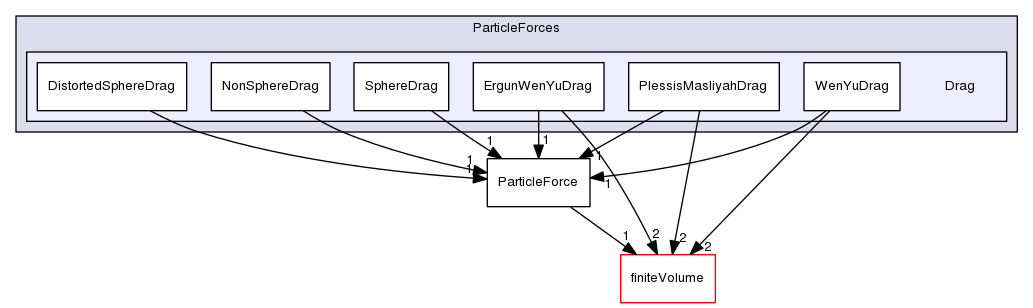 ParticleForces
DistortedSphereDrag NonSphereDrag SphereDrag ErgunWenYuDrag PlessisMasliyahDrag WenYuDrag Drag
1 1
1 1 1
1 1
ParticleForce
1 2 2 2
finiteVolume